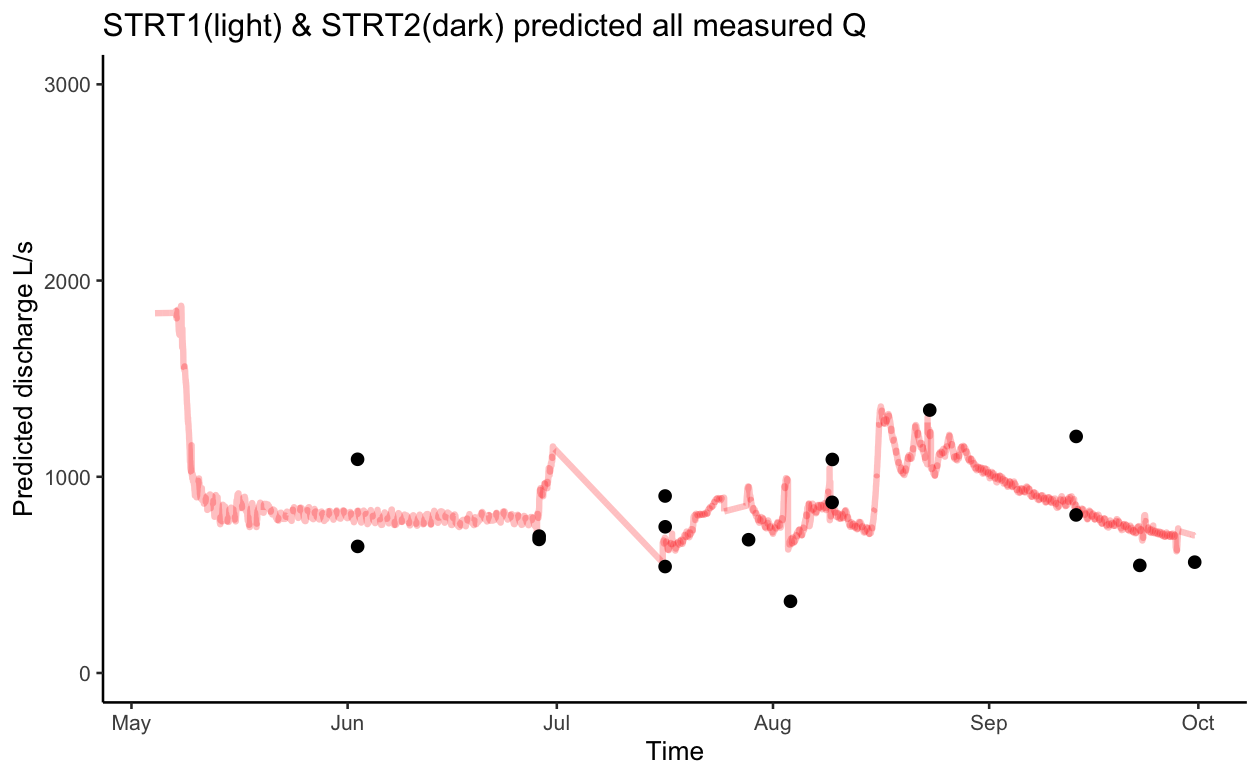 STRT1(light) & STRT2(dark) predicted all measured Q
Predicted discharge L/s
3000
2000
1000
0
May Jun Jul Aug Sep Oct
Time